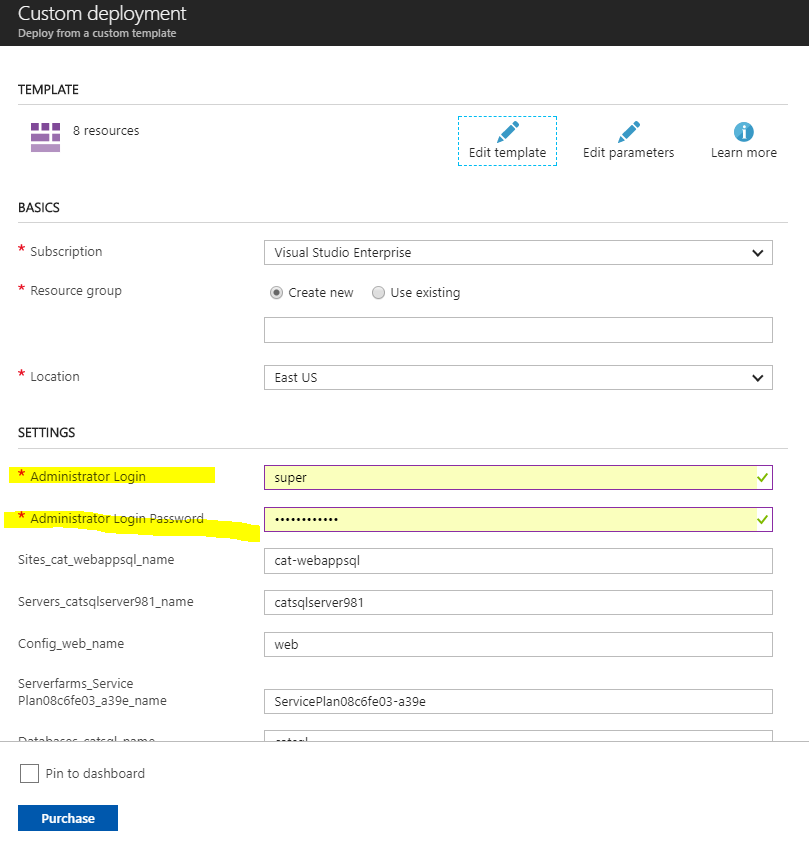 Custom deployment
Deploy from a custom template
TEMPLATE
8 resources
Edit template
Edit parameters
Learn more
BASICS
* Subscription
Visual Studio Enterprise
* Resource group
Create new
Use existing
* Location
East US
SETTINGS
* Administrator Login
super
* Administrator Login Password
••••••••••••
Sites_cat_webappsql_name
cat-webappsql
Servers_catsqlserver981_name
catsqlserver981
Config_web_name
web
Serverfarms_Service
Plan08c6fe03_a39e_name
ServicePlan08c6fe03-a39e
Databases_catsql_name
catsql
Pin to dashboard
Purchase